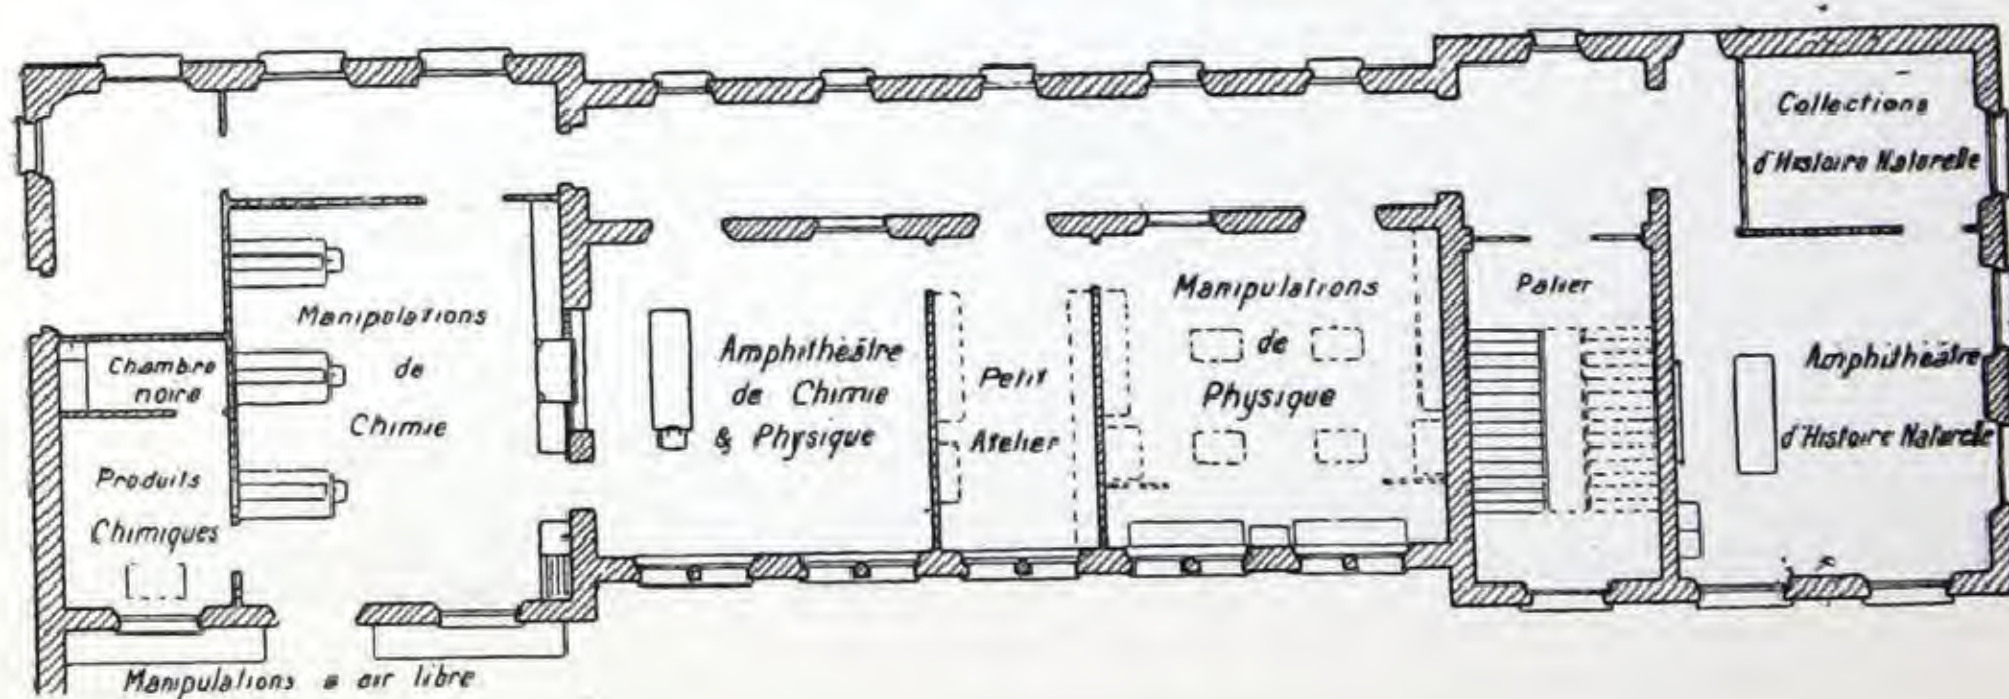 Chambre
noire
Produits
Chimiques
Manipulations
de
Chimie
Manipulations à air libre
Amphithéâtre
de Chimie
& Physique
Petit
Atelier
Manipulations
de
Physique
Palier
Collections
d'Histoire Naturelle
Amphithéâtre
d'Histoire Naturelle